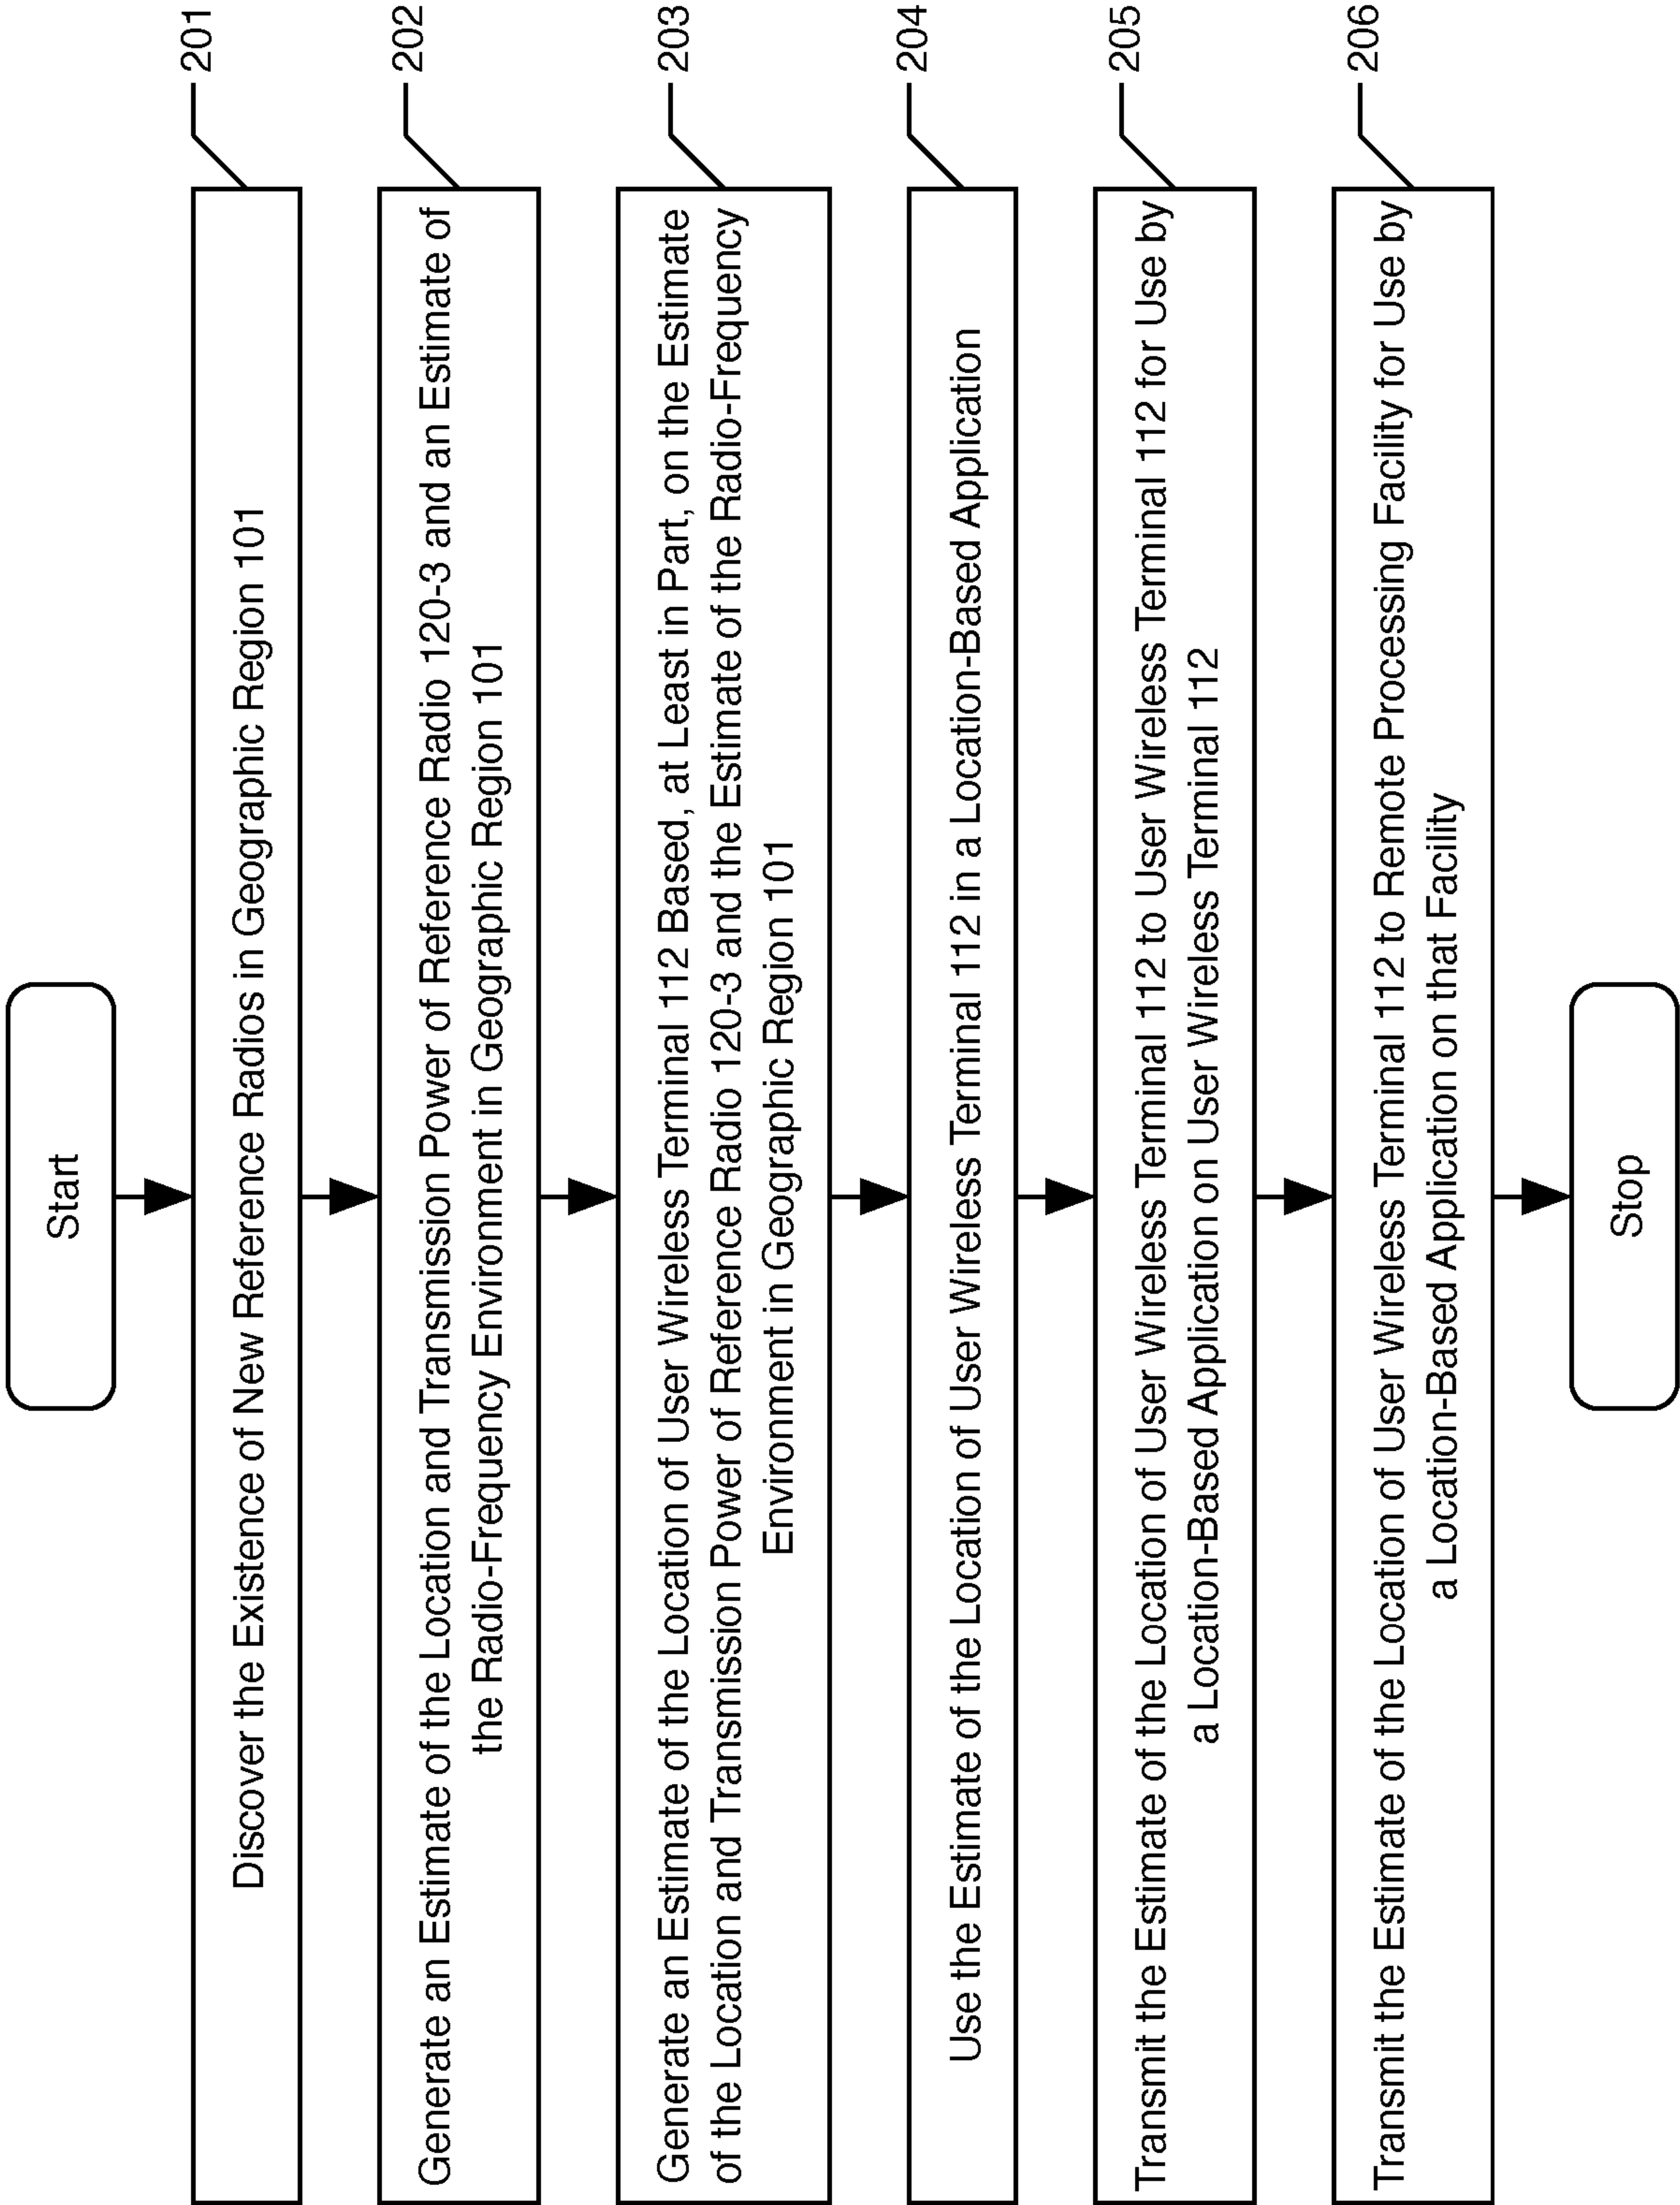 Start
Discover the Existence of New Reference Radios in Geographic Region 101
201
Generate an Estimate of the Location and Transmission Power of Reference Radio 120-3 and an Estimate of
the Radio-Frequency Environment in Geographic Region 101
202
Generate an Estimate of the Location of User Wireless Terminal 112 Based, at Least in Part, on the Estimate
of the Location and Transmission Power of Reference Radio 120-3 and the Estimate of the Radio-Frequency
Environment in Geographic Region 101
203
Use the Estimate of the Location of User Wireless Terminal 112 in a Location-Based Application
204
Transmit the Estimate of the Location of User Wireless Terminal 112 to User Wireless Terminal 112 for Use by
a Location-Based Application on User Wireless Terminal 112
205
Transmit the Estimate of the Location of User Wireless Terminal 112 to Remote Processing Facility for Use by
a Location-Based Application on that Facility
206
Stop